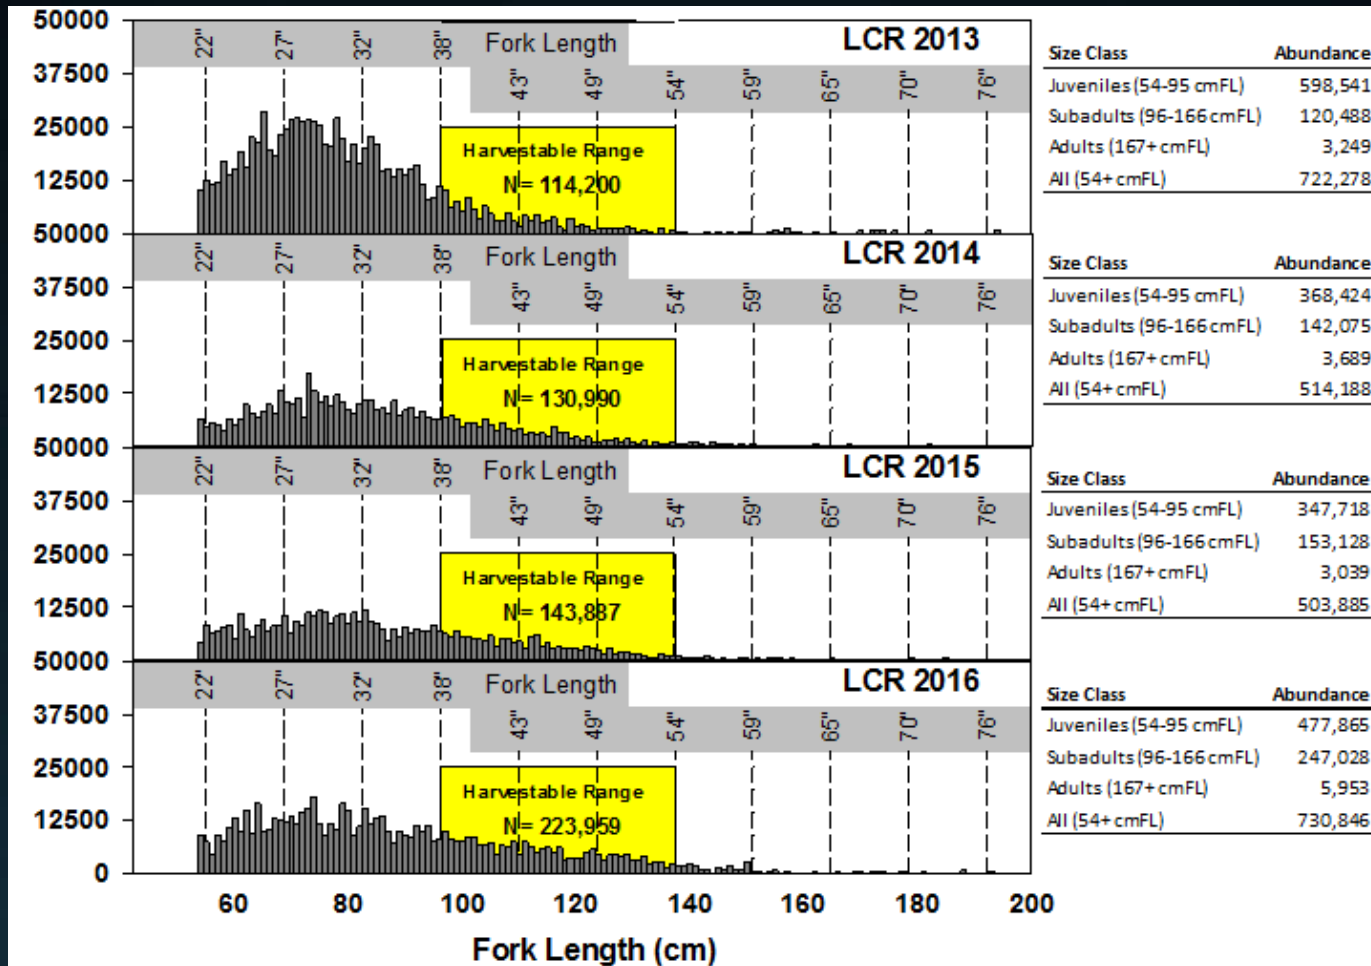 50000
37500
25000
12500
22" 27" 32" 38" Fork Length
LCR 2013
43" 49" 54" 59" 65" 70" 76"
Harvestable Range
N= 114,200
Size Class Abundance
Juveniles (54-95 cmFL) 598,541
Subadults (96-166 cmFL) 120,488
Adults (167+ cmFL) 3,249
All (54+ cmFL) 722,278
50000
37500
25000
12500
22" 27" 32" 38" Fork Length
LCR 2014
43" 49" 54" 59" 65" 70" 76"
Harvestable Range
N= 130,990
Size Class Abundance
Juveniles (54-95 cmFL) 368,424
Subadults (96-166 cmFL) 142,075
Adults (167+ cmFL) 3,689
All (54+ cmFL) 514,188
50000
37500
25000
12500
22" 27" 32" 38" Fork Length
LCR 2015
43" 49" 54" 59" 65" 70" 76"
Harvestable Range
N= 143,887
Size Class Abundance
Juveniles (54-95 cmFL) 347,718
Subadults (96-166 cmFL) 153,128
Adults (167+ cmFL) 3,039
All (54+ cmFL) 503,885
50000
37500
25000
12500
0
22" 27" 32" 38" Fork Length
LCR 2016
43" 49" 54" 59" 65" 70" 76"
Harvestable Range
N= 223,959
Size Class Abundance
Juveniles (54-95 cmFL) 477,865
Subadults (96-166 cmFL) 247,028
Adults (167+ cmFL) 5,953
All (54+ cmFL) 730,846
60 80 100 120 140 160 180 200
Fork Length (cm)